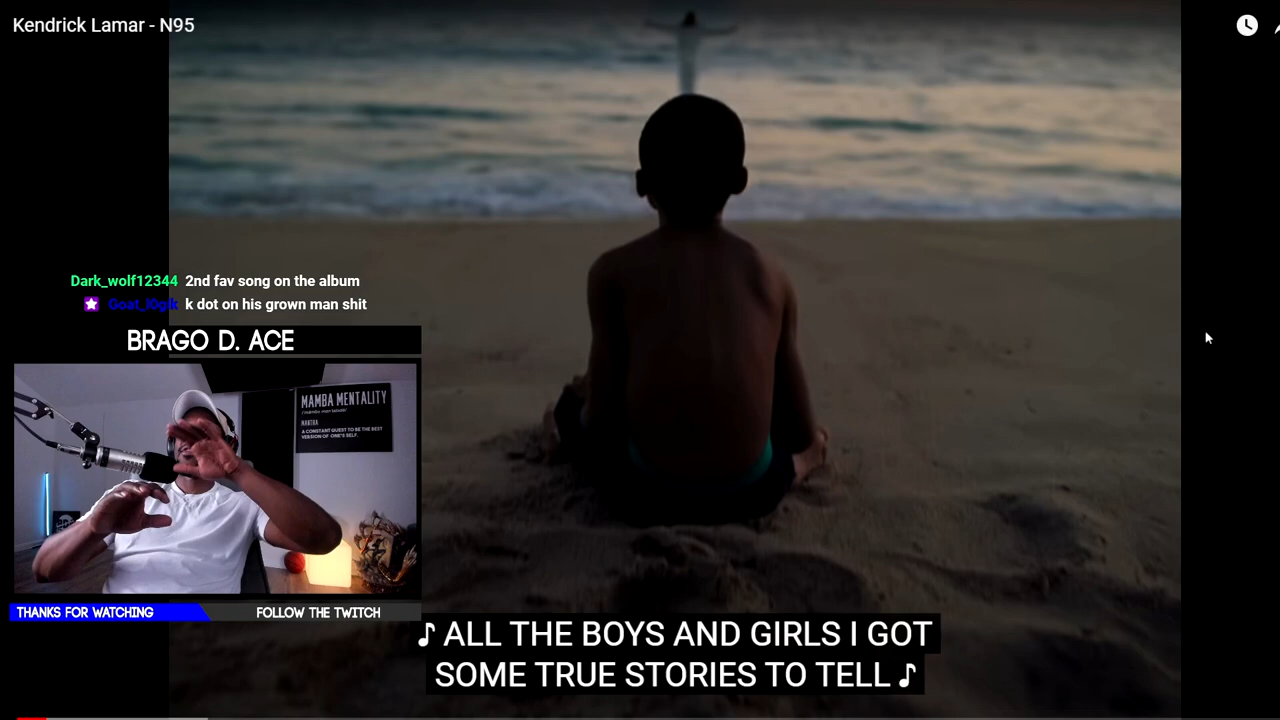 Kendrick Lamar - N95
Dark_wolf12344 2nd fav song on the album
Goat_l0gik k dot on his grown man shit
BRAGO D. ACE
MAMBA MENTALITY
MANTRA
A CONSTANT QUEST TO BE THE BEST
VERSION OF ONE'S SELF.
THANKS FOR WATCHING
FOLLOW THE TWITCH
♪ ALL THE BOYS AND GIRLS I GOT
SOME TRUE STORIES TO TELL ♪